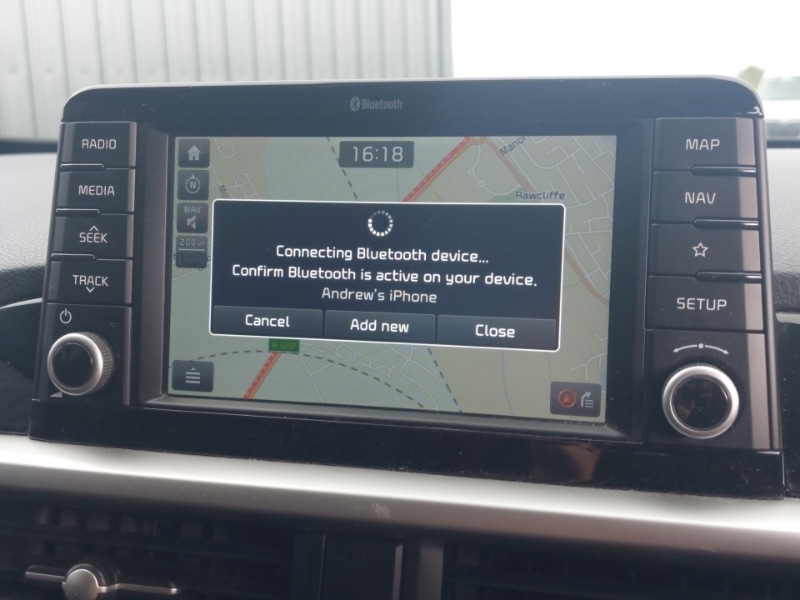 Bluetooth
RADIO
MEDIA
SEEK
TRACK
16:18
N
NAV
Rawcliffe
Connecting Bluetooth device...
Confirm Bluetooth is active on your device.
Andrew's iPhone
Cancel
Add new
Close
MAP
NAV
SETUP